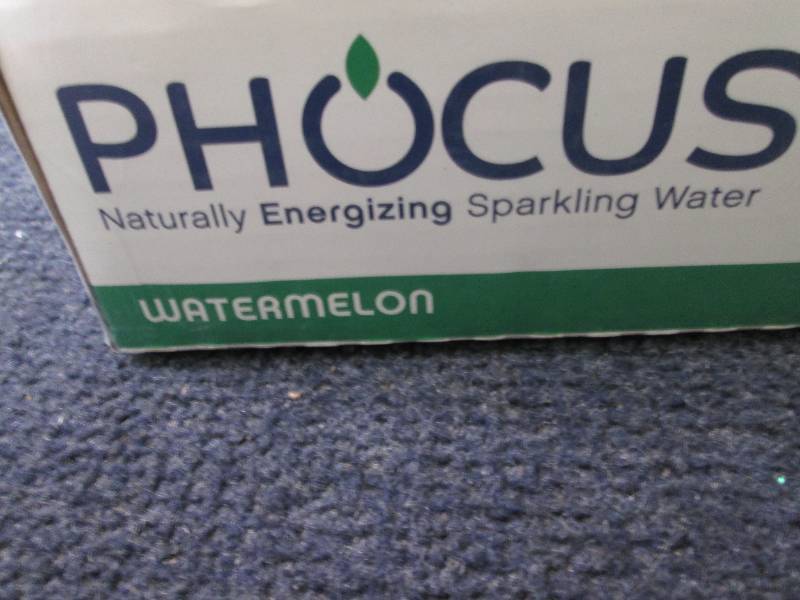 PHOCUS
Naturally Energizing Sparkling Water
WATERMELON